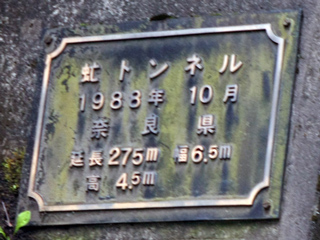 虹トンネル
1988年 10月
奈良県
延長275m 幅6.5m
高 4.5m